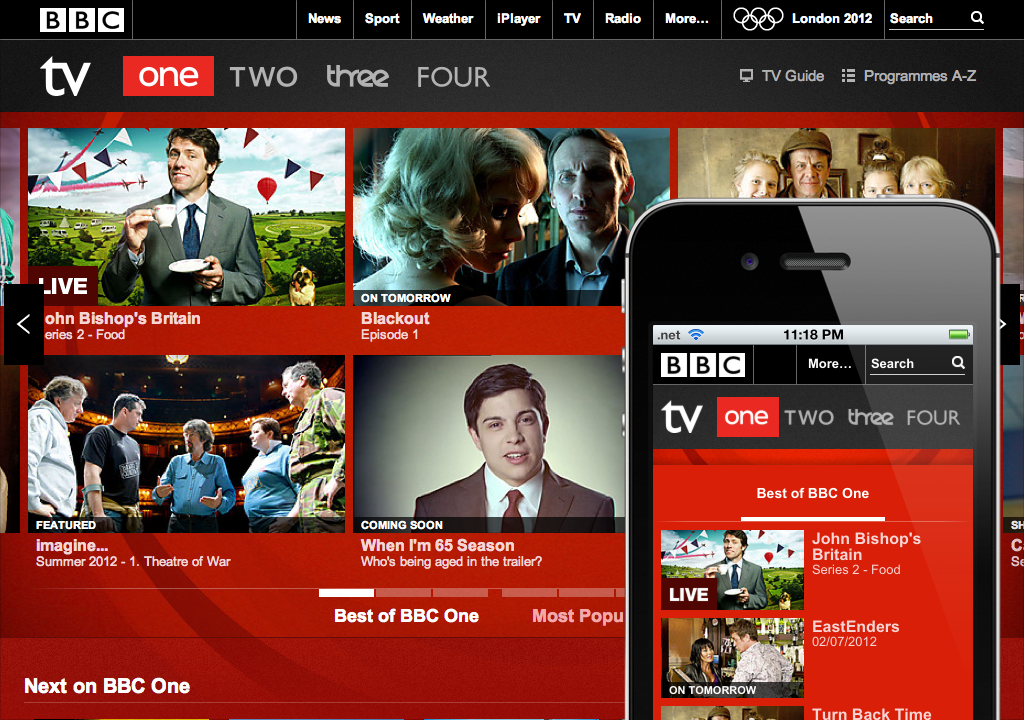 BBC
News Sport Weather iPlayer TV Radio More... London 2012 Search
tv one TWO three FOUR
TV Guide Programmes A-Z
LIVE
John Bishop's Britain
Series 2 - Food
ON TOMORROW
Blackout
Episode 1
FEATURED
imagine...
Summer 2012 - 1. Theatre of War
COMING SOON
When I'm 65 Season
Who's being aged in the trailer?
Best of BBC One
Most Popu
Next on BBC One
.net 11:18 PM
BBC More... Search
tv one TWO three FOUR
Best of BBC One
LIVE
John Bishop's
Britain
Series 2 - Food
ON TOMORROW
EastEnders
02/07/2012
Turn Back Time